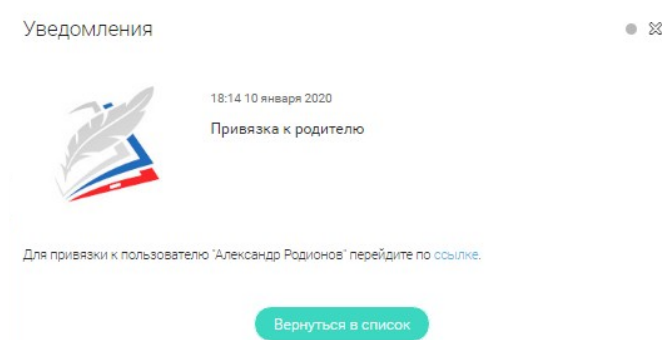 Уведомления
18:14 10 января 2020
Привязка к родителю
Для привязки к пользователю "Александр Родионов" перейдите по ссылке.
Вернуться в список